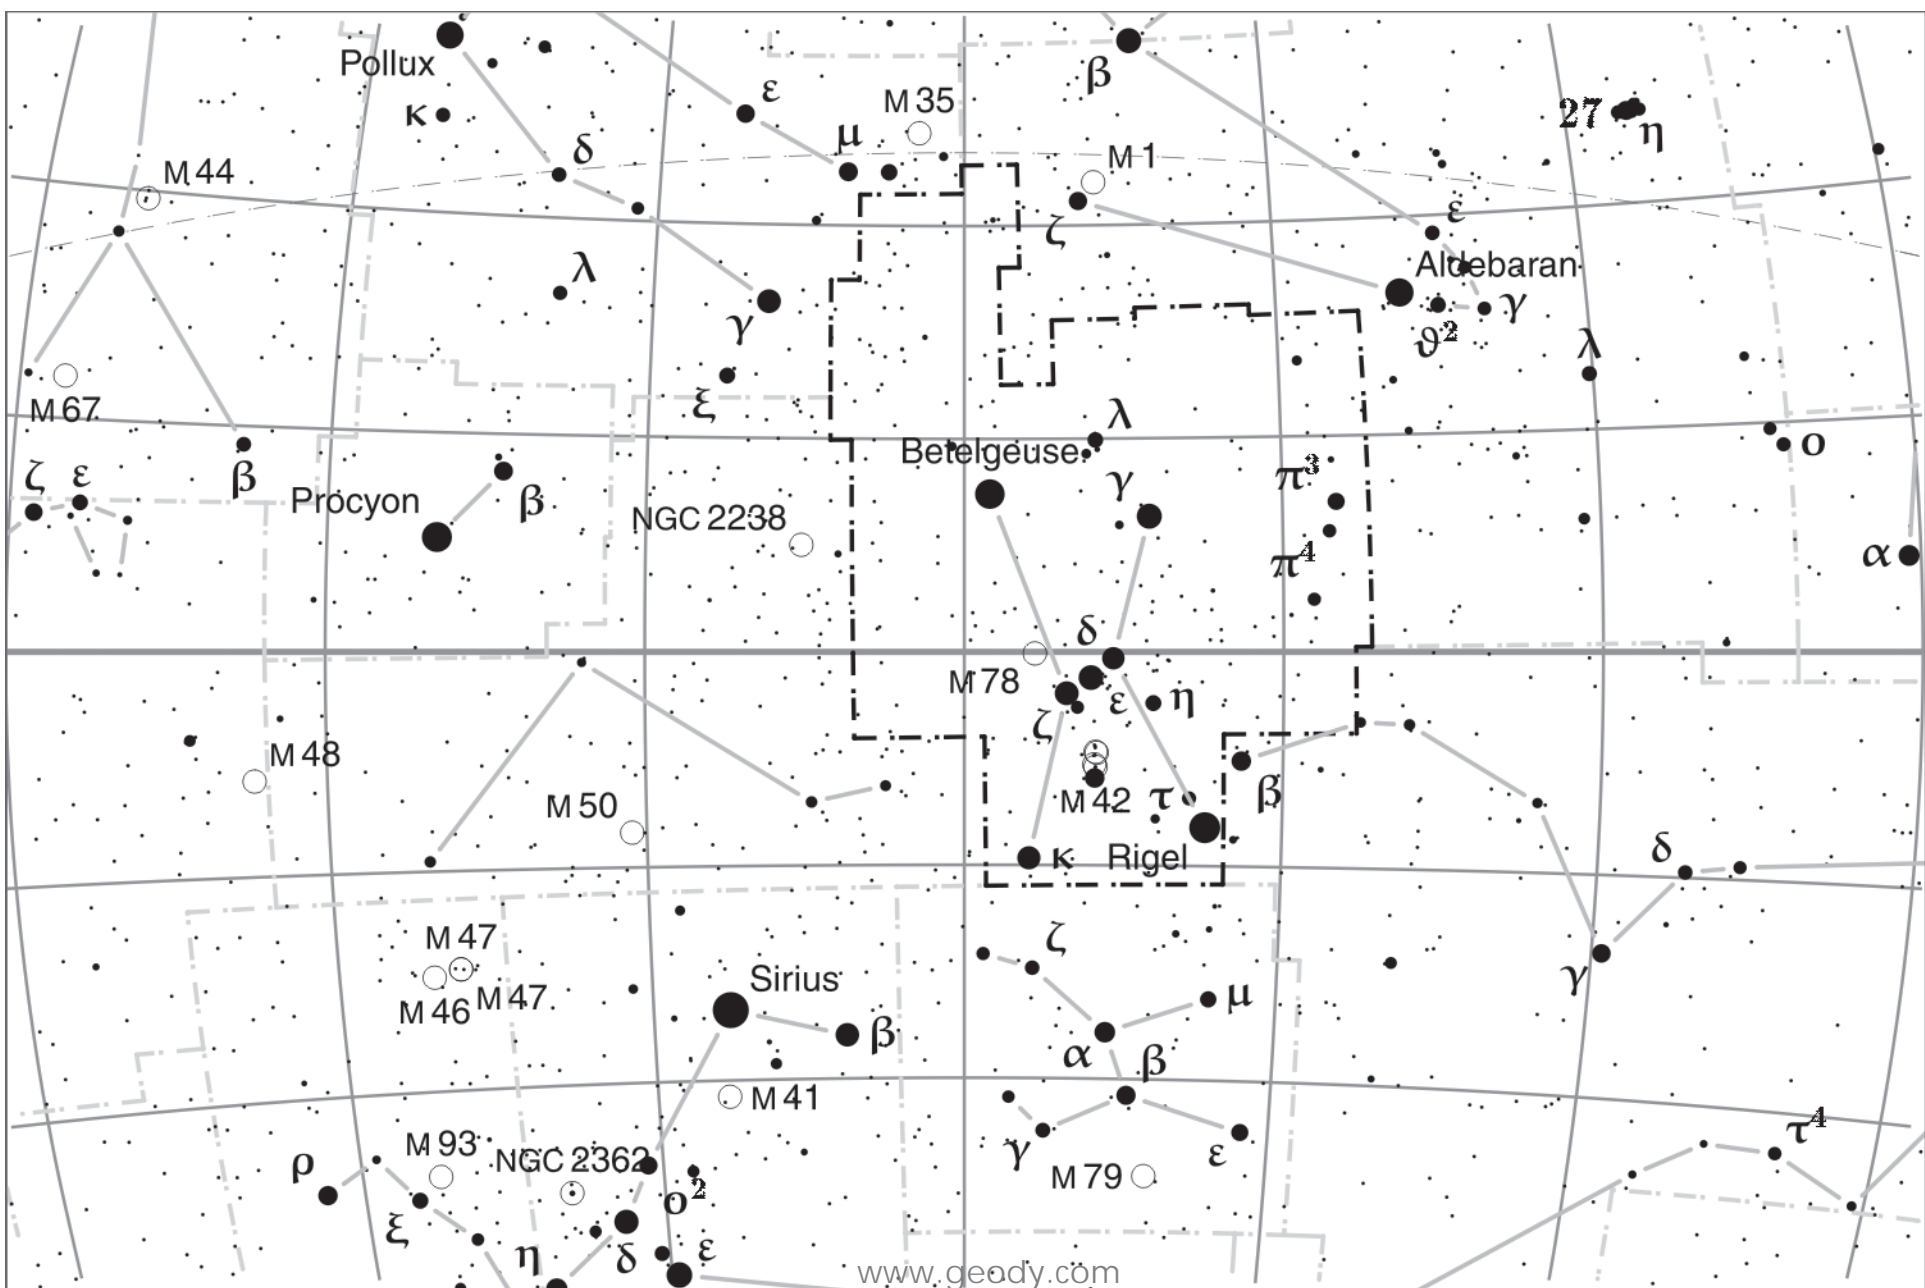 Pollux
β
κ
ε
M 35
27
η
μ
δ
M 1
M 44
ζ
ε
λ
Aldebaran
γ
γ
ϑ²
λ
ξ
M 67
λ
Betelgeuse
ο
ζ
ε
β
Procyon
β
γ
π³
NGC 2238
π⁴
α
δ
M 78
ε
η
ζ
M 48
M 50
M 42
τ
β
κ
Rigel
δ
M 47
ζ
Sirius
γ
M 46
M 47
β
μ
α
β
M 41
τ⁴
ρ
M 93
NGC 2362
γ
ε
M 79
ξ
ο²
η
δ
ε
www.geody.com